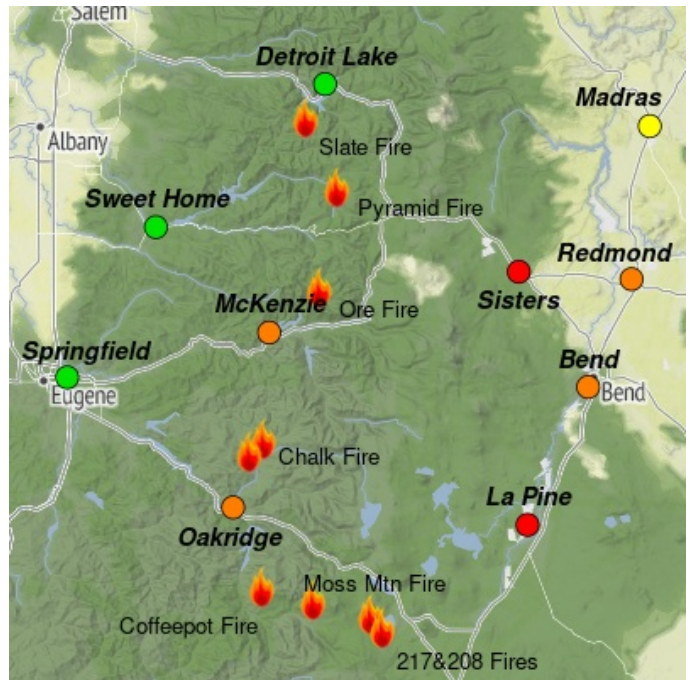 Salem
Detroit Lake
Madras
Albany
Slate Fire
Sweet Home
Pyramid Fire
Redmond
Sisters
McKenzie
Ore Fire
Springfield
Eugene
Bend
Bend
Chalk Fire
La Pine
Oakridge
Moss Mtn Fire
Coffeepot Fire
217&208 Fires